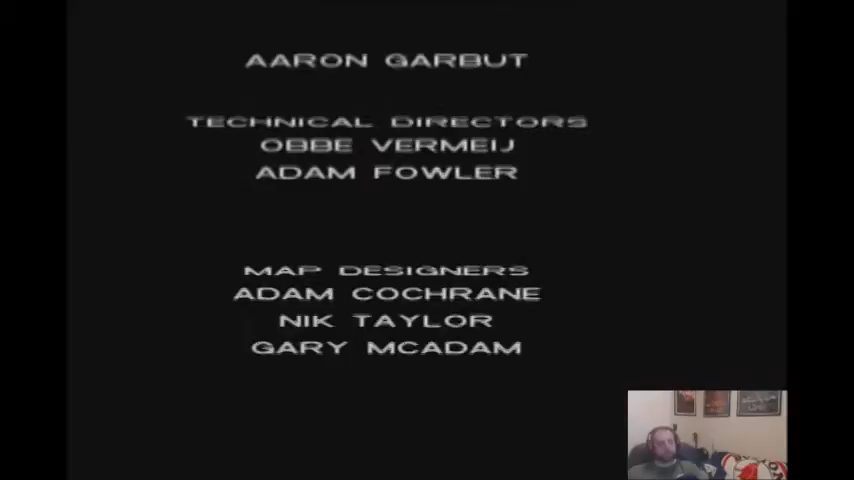 AARON GARBUT
TECHNICAL DIRECTORS
OBBE VERMEIJ
ADAM FOWLER
MAP DESIGNERS
ADAM COCHRANE
NIK TAYLOR
GARY MCADAM